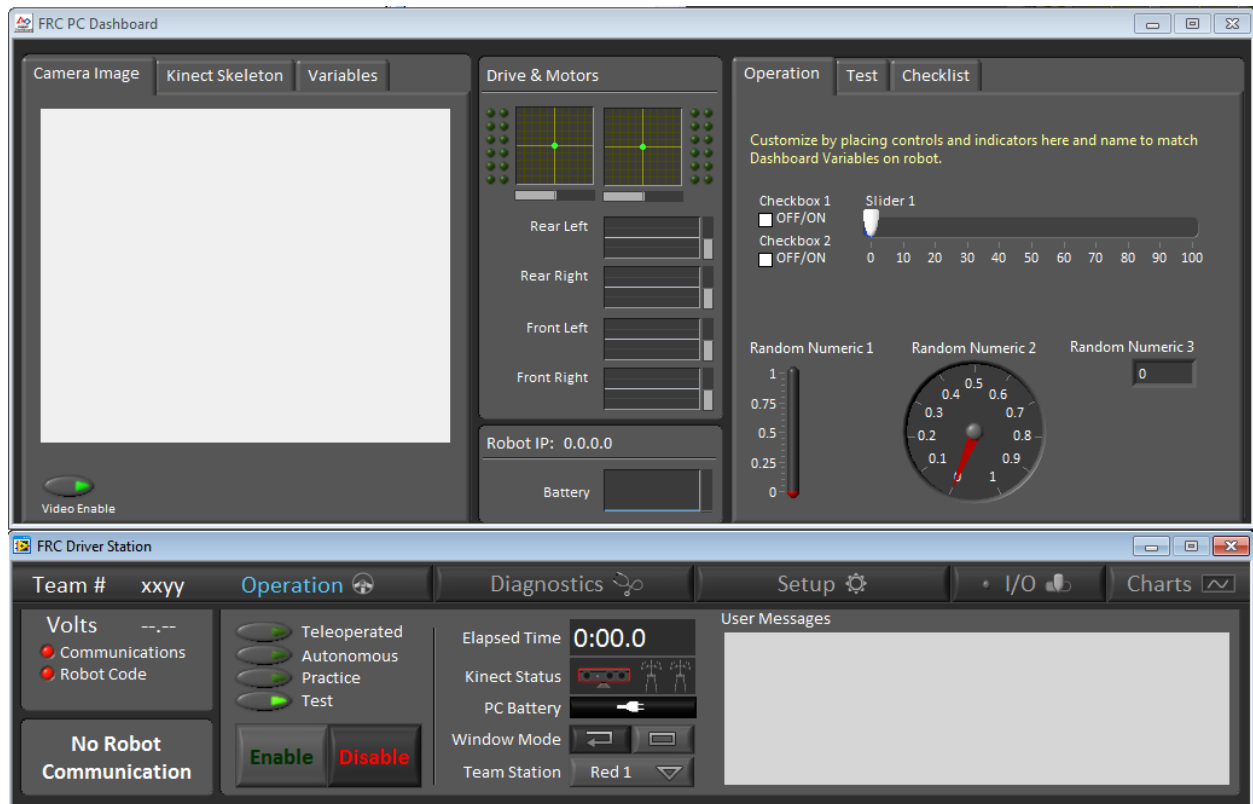 FRC PC Dashboard
Camera Image Kinect Skeleton Variables
Video Enable
Drive & Motors
Rear Left
Rear Right
Front Left
Front Right
Robot IP: 0.0.0.0
Battery
Operation Test Checklist
Customize by placing controls and indicators here and name to match
Dashboard Variables on robot.
Checkbox 1
OFF/ON
Checkbox 2
OFF/ON
Slider 1
0 10 20 30 40 50 60 70 80 90 100
Random Numeric 1
1
0.75
0.5
0.25
0
Random Numeric 2
0 0.1 0.2 0.3 0.4 0.5 0.6 0.7 0.8 0.9 1
Random Numeric 3
0
FRC Driver Station
Team # xxyy Operation Diagnostics Setup I/O Charts
Volts --.--
Communications
Robot Code
No Robot
Communication
Teleoperated
Autonomous
Practice
Test
Enable Disable
Elapsed Time 0:00.0
Kinect Status
PC Battery
Window Mode
Team Station Red 1
User Messages